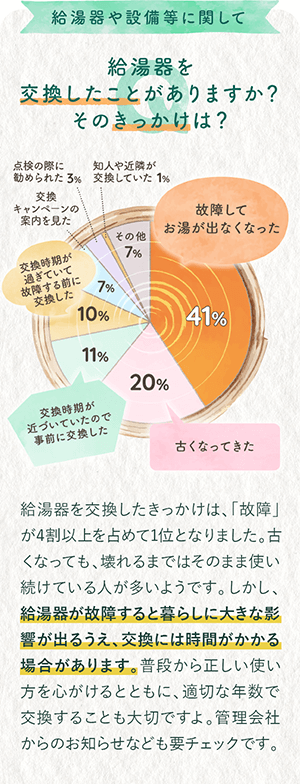 給湯器や設備等に関して
給湯器を
交換したことがありますか?
そのきっかけは?
点検の際に
勧められた 3%
知人や近隣が
交換していた 1%
交換
キャンペーンの
案内を見た
その他
7%
故障して
お湯が出なくなった
交換時期が
過ぎていて
故障する前に
交換した
7%
10%
41%
11%
20%
交換時期が
近づいていたので
事前に交換した
古くなってきた
給湯器を交換したきっかけは、「故障」
が4割以上を占めて1位となりました。古
くなっても、壊れるまではそのまま使い
続けている人が多いようです。しかし、
給湯器が故障すると暮らしに大きな影
響が出るうえ、交換には時間がかかる
場合があります。普段から正しい使い
方を心がけるとともに、適切な年数で
交換することも大切ですよ。管理会社
からのお知らせなども要チェックです。